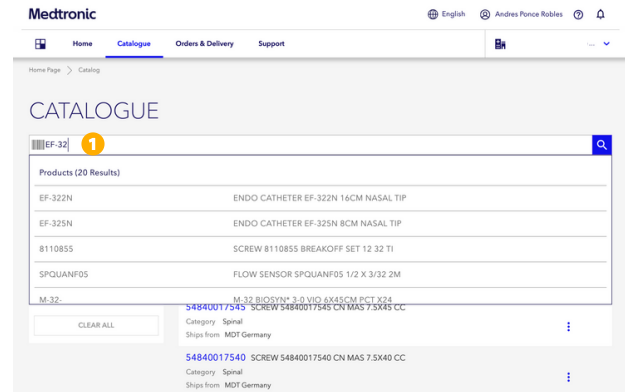 Medtronic
English Andres Ponce Robles
Home Catalogue Orders & Delivery Support
Home Page > Catalog
CATALOGUE
EF-32 1
Products (20 Results)
EF-322N ENDO CATHETER EF-322N 16CM NASAL TIP
EF-325N ENDO CATHETER EF-325N 8CM NASAL TIP
8110855 SCREW 8110855 BREAKOFF SET 12 32 TI
SPQUANF05 FLOW SENSOR SPQUANF05 1/2 X 3/32 2M
M-32- M-32 BIOSYN* 3-0 VIO 6X45CM PCT X24
54840017545 SCREW 54840017545 CN MAS 7.5X45 CC
CLEAR ALL
Category Spinal
Ships from MDT Germany
54840017540 SCREW 54840017540 CN MAS 7.5X40 CC
Category Spinal
Ships from MDT Germany